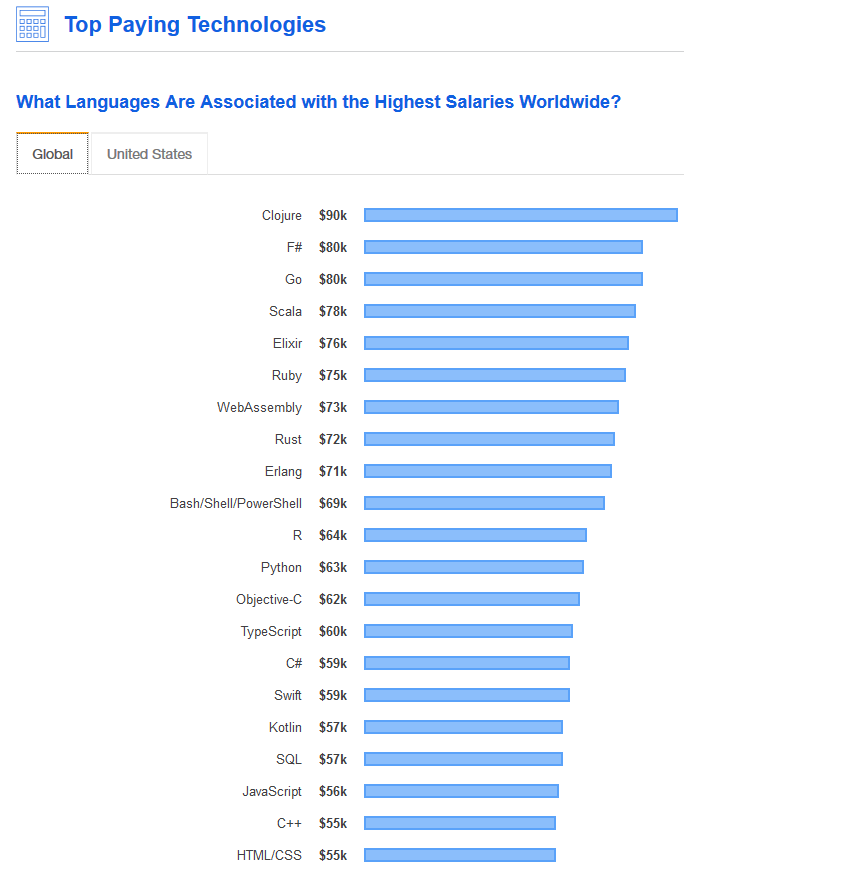 Top Paying Technologies
What Languages Are Associated with the Highest Salaries Worldwide?
Global United States
Clojure $90k
F# $80k
Go $80k
Scala $78k
Elixir $76k
Ruby $75k
WebAssembly $73k
Rust $72k
Erlang $71k
Bash/Shell/PowerShell $69k
R $64k
Python $63k
Objective-C $62k
TypeScript $60k
C# $59k
Swift $59k
Kotlin $57k
SQL $57k
JavaScript $56k
C++ $55k
HTML/CSS $55k